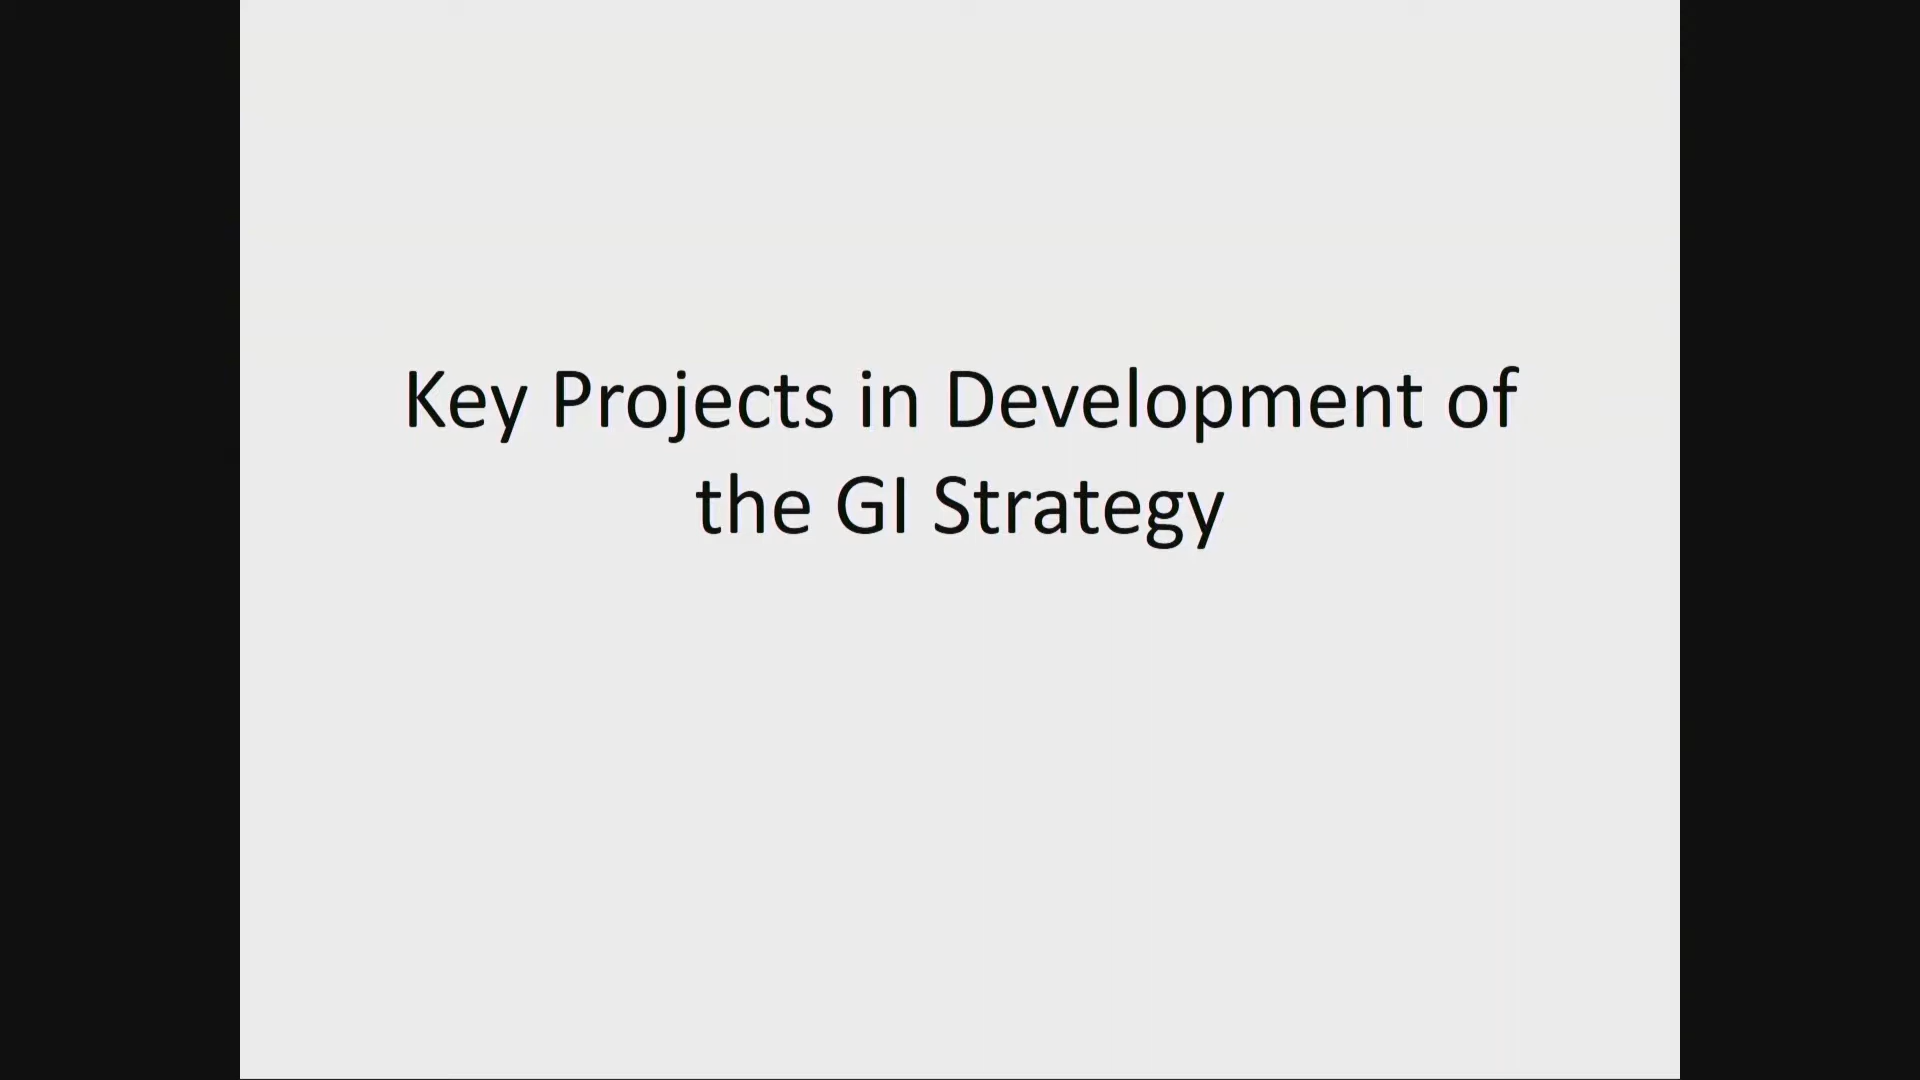 Key Projects in Development of
the GI Strategy